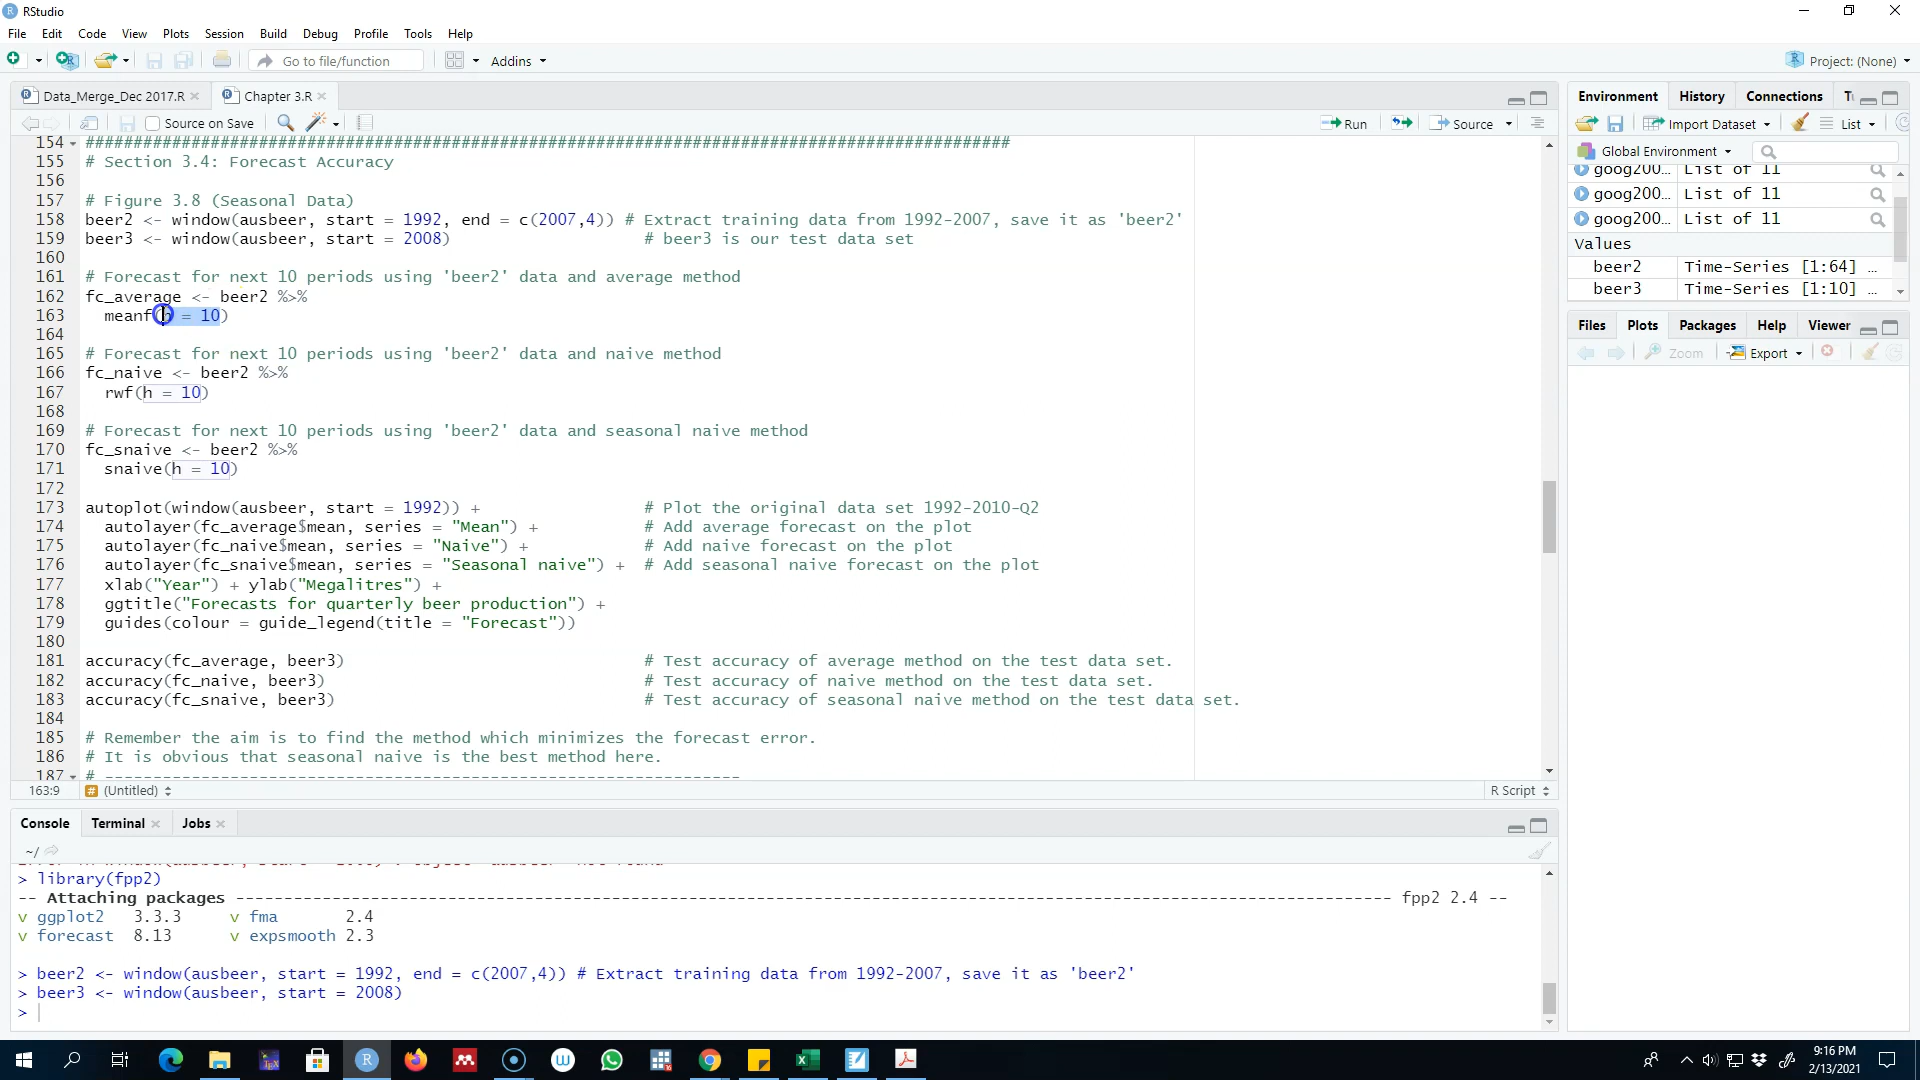 RStudio
File Edit Code View Plots Session Build Debug Profile Tools Help
Go to file/function Addins Project: (None)
Data_Merge_Dec 2017.R Chapter 3.R
Source on Save Run Source
154 #################################################################################################
155 # Section 3.4: Forecast Accuracy
156
157 # Figure 3.8 (Seasonal Data)
158 beer2 <- window(ausbeer, start = 1992, end = c(2007,4)) # Extract training data from 1992-2007, save it as 'beer2'
159 beer3 <- window(ausbeer, start = 2008) # beer3 is our test data set
160
161 # Forecast for next 10 periods using 'beer2' data and average method
162 fc_average <- beer2 %>%
163 meanf(h = 10)
164
165 # Forecast for next 10 periods using 'beer2' data and naive method
166 fc_naive <- beer2 %>%
167 rwf(h = 10)
168
169 # Forecast for next 10 periods using 'beer2' data and seasonal naive method
170 fc_snaive <- beer2 %>%
171 snaive(h = 10)
172
173 autoplot(window(ausbeer, start = 1992)) + # Plot the original data set 1992-2010-Q2
174 autolayer(fc_average$mean, series = "Mean") + # Add average forecast on the plot
175 autolayer(fc_naive$mean, series = "Naive") + # Add naive forecast on the plot
176 autolayer(fc_snaive$mean, series = "Seasonal naive") + # Add seasonal naive forecast on the plot
177 xlab("Year") + ylab("Megalitres") +
178 ggtitle("Forecasts for quarterly beer production") +
179 guides(colour = guide_legend(title = "Forecast"))
180
181 accuracy(fc_average, beer3) # Test accuracy of average method on the test data set.
182 accuracy(fc_naive, beer3) # Test accuracy of naive method on the test data set.
183 accuracy(fc_snaive, beer3) # Test accuracy of seasonal naive method on the test data set.
184
185 # Remember the aim is to find the method which minimizes the forecast error.
186 # It is obvious that seasonal naive is the best method here.
187 # -------------------------------------------------------------------
163:9 (Untitled) R Script
Console Terminal Jobs
~/
> library(fpp2)
-- Attaching packages ---------------------------------------------------------------- fpp2 2.4 --
v ggplot2 3.3.3 v fma 2.4
v forecast 8.13 v expsmooth 2.3
> beer2 <- window(ausbeer, start = 1992, end = c(2007,4)) # Extract training data from 1992-2007, save it as 'beer2'
> beer3 <- window(ausbeer, start = 2008)
>
Environment History Connections
Import Dataset List
Global Environment
goog200... List of 11
goog200... List of 11
goog200... List of 11
Values
beer2 Time-Series [1:64] ...
beer3 Time-Series [1:10] ...
Files Plots Packages Help Viewer
Zoom Export
9:16 PM
2/13/2021